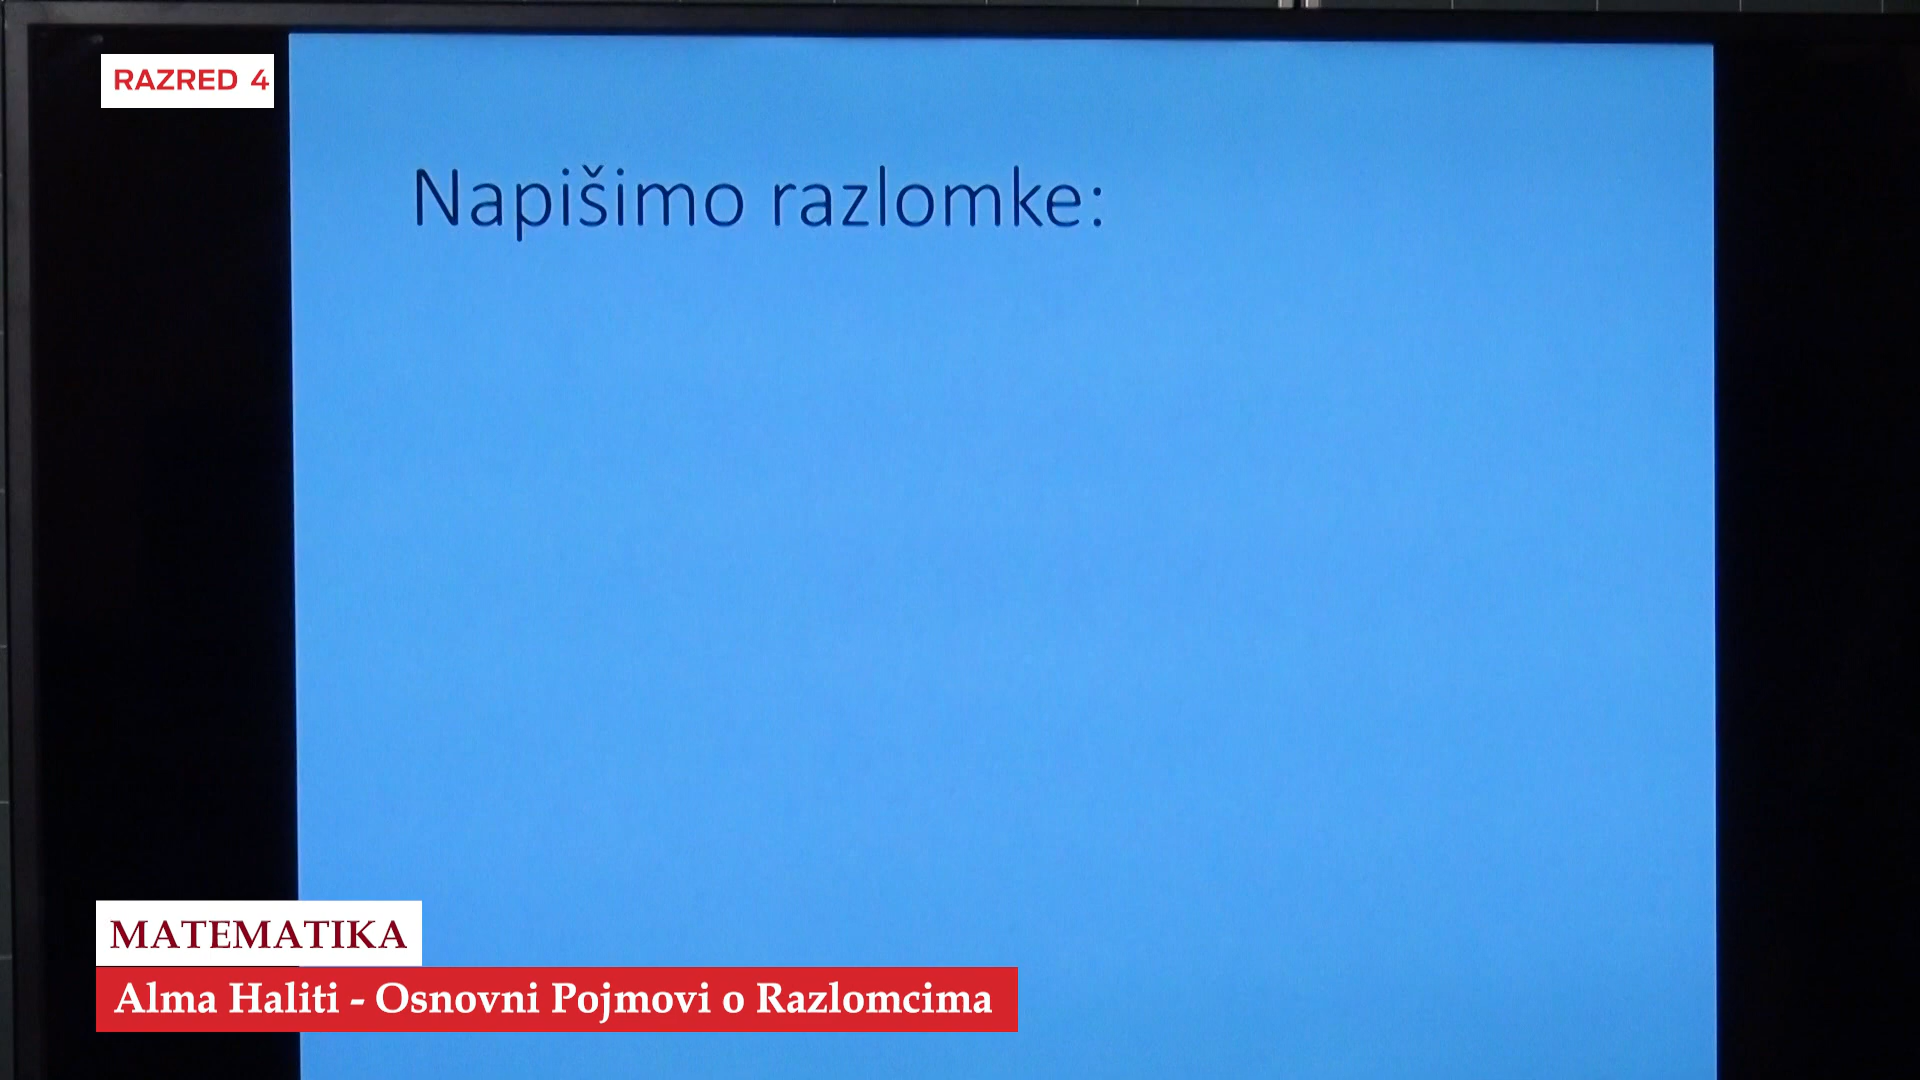 RAZRED 4
Napišimo razlomke:
MATEMATIKA
Alma Haliti - Osnovni Pojmovi o Razlomcima